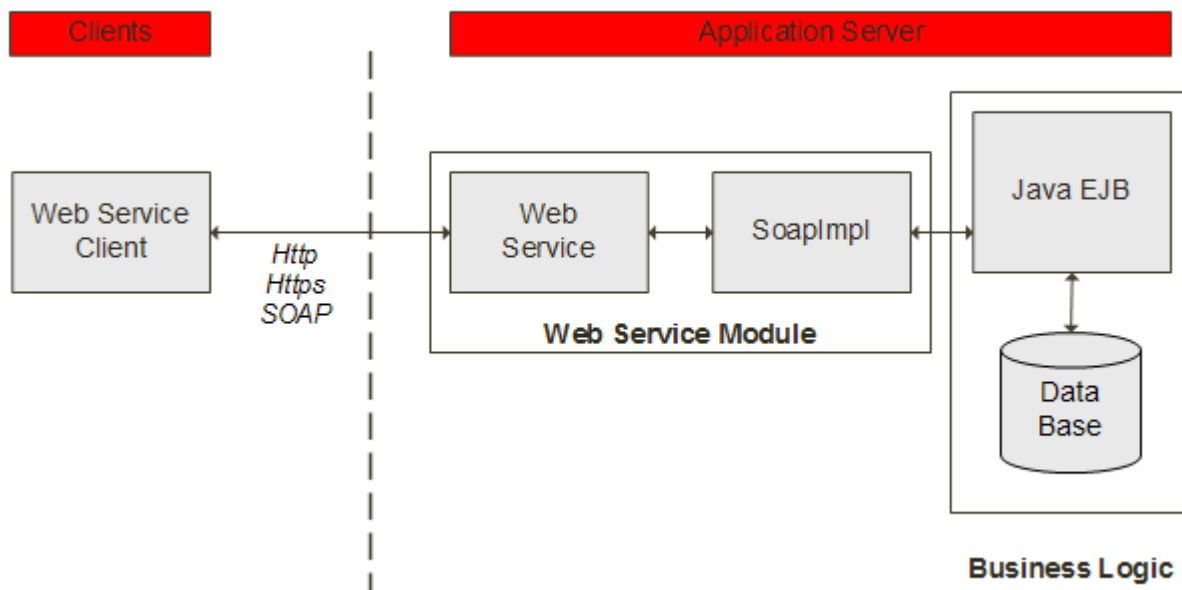 Clients
Application Server
Web Service
Client
Http
Https
SOAP
Web
Service
SoapImpl
Web Service Module
Java EJB
Data
Base
Business Logic